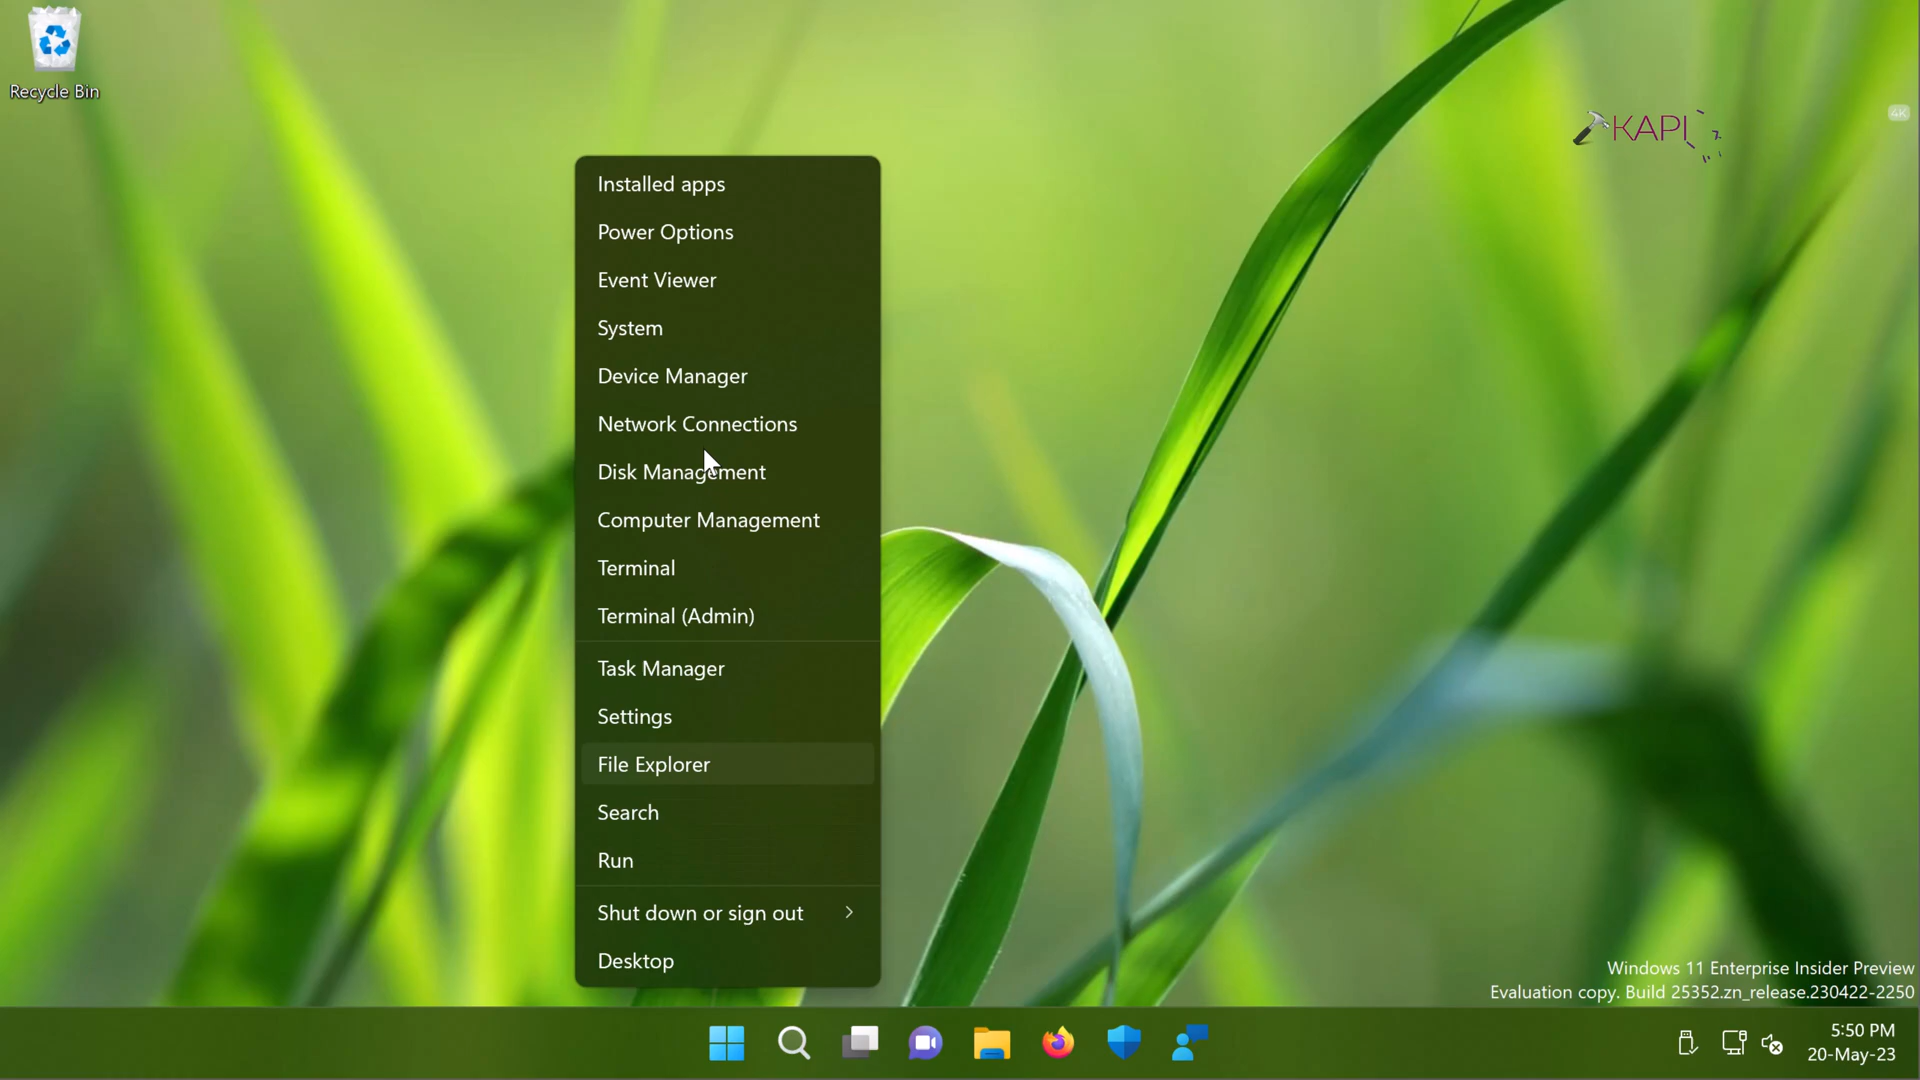 Recycle Bin
KAPI
4K
Installed apps
Power Options
Event Viewer
System
Device Manager
Network Connections
Disk Management
Computer Management
Terminal
Terminal (Admin)
Task Manager
Settings
File Explorer
Search
Run
Shut down or sign out
Desktop
Windows 11 Enterprise Insider Preview
Evaluation copy. Build 25352.zn_release.230422-2250
5:50 PM
20-May-23